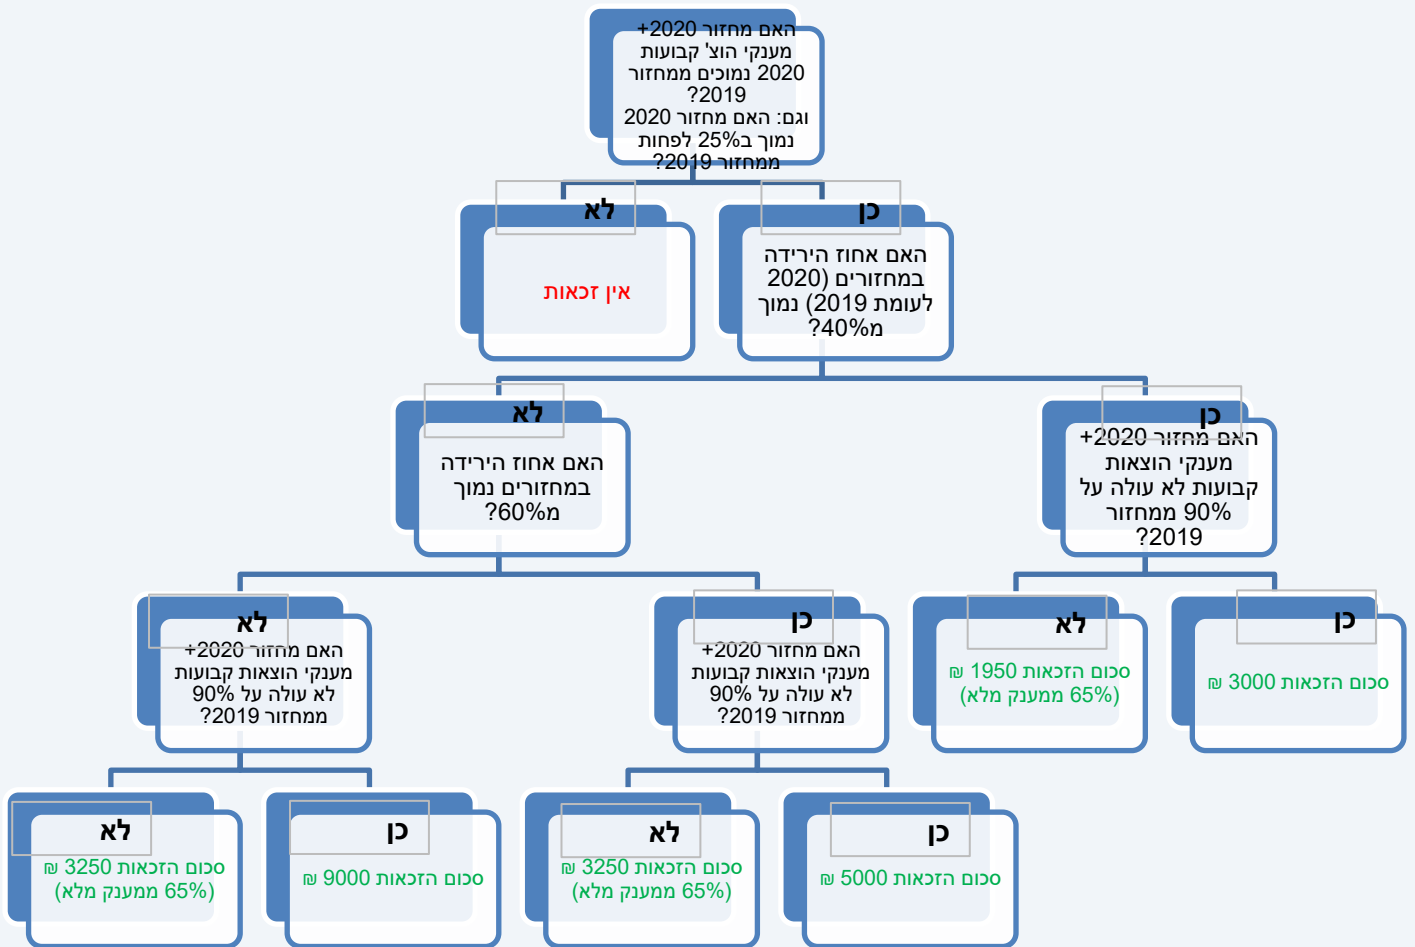 האם מחזור 2020+
מענקי הוצ' קבועות
2020 נמוכים ממחזור
2019?
וגם: האם מחזור 2020
נמוך ב25% לפחות
ממחזור 2019?
כן
האם אחוז הירידה
במחזורים (2020
לעומת 2019) נמוך
מ40%?
לא
אין זכאות
כן
האם מחזור 2020+
מענקי הוצאות
קבועות לא עולה על
90% ממחזור
2019?
לא
האם אחוז הירידה
במחזורים נמוך
מ60%?
כן
סכום הזכאות 3000 ₪
לא
סכום הזכאות 1950 ₪
(65% ממענק מלא)
כן
האם מחזור 2020+
מענקי הוצאות קבועות
לא עולה על 90%
ממחזור 2019?
לא
האם מחזור 2020+
מענקי הוצאות קבועות
לא עולה על 90%
ממחזור 2019?
כן
סכום הזכאות 5000 ₪
לא
סכום הזכאות 3250 ₪
(65% ממענק מלא)
כן
סכום הזכאות 9000 ₪
לא
סכום הזכאות 3250 ₪
(65% ממענק מלא)